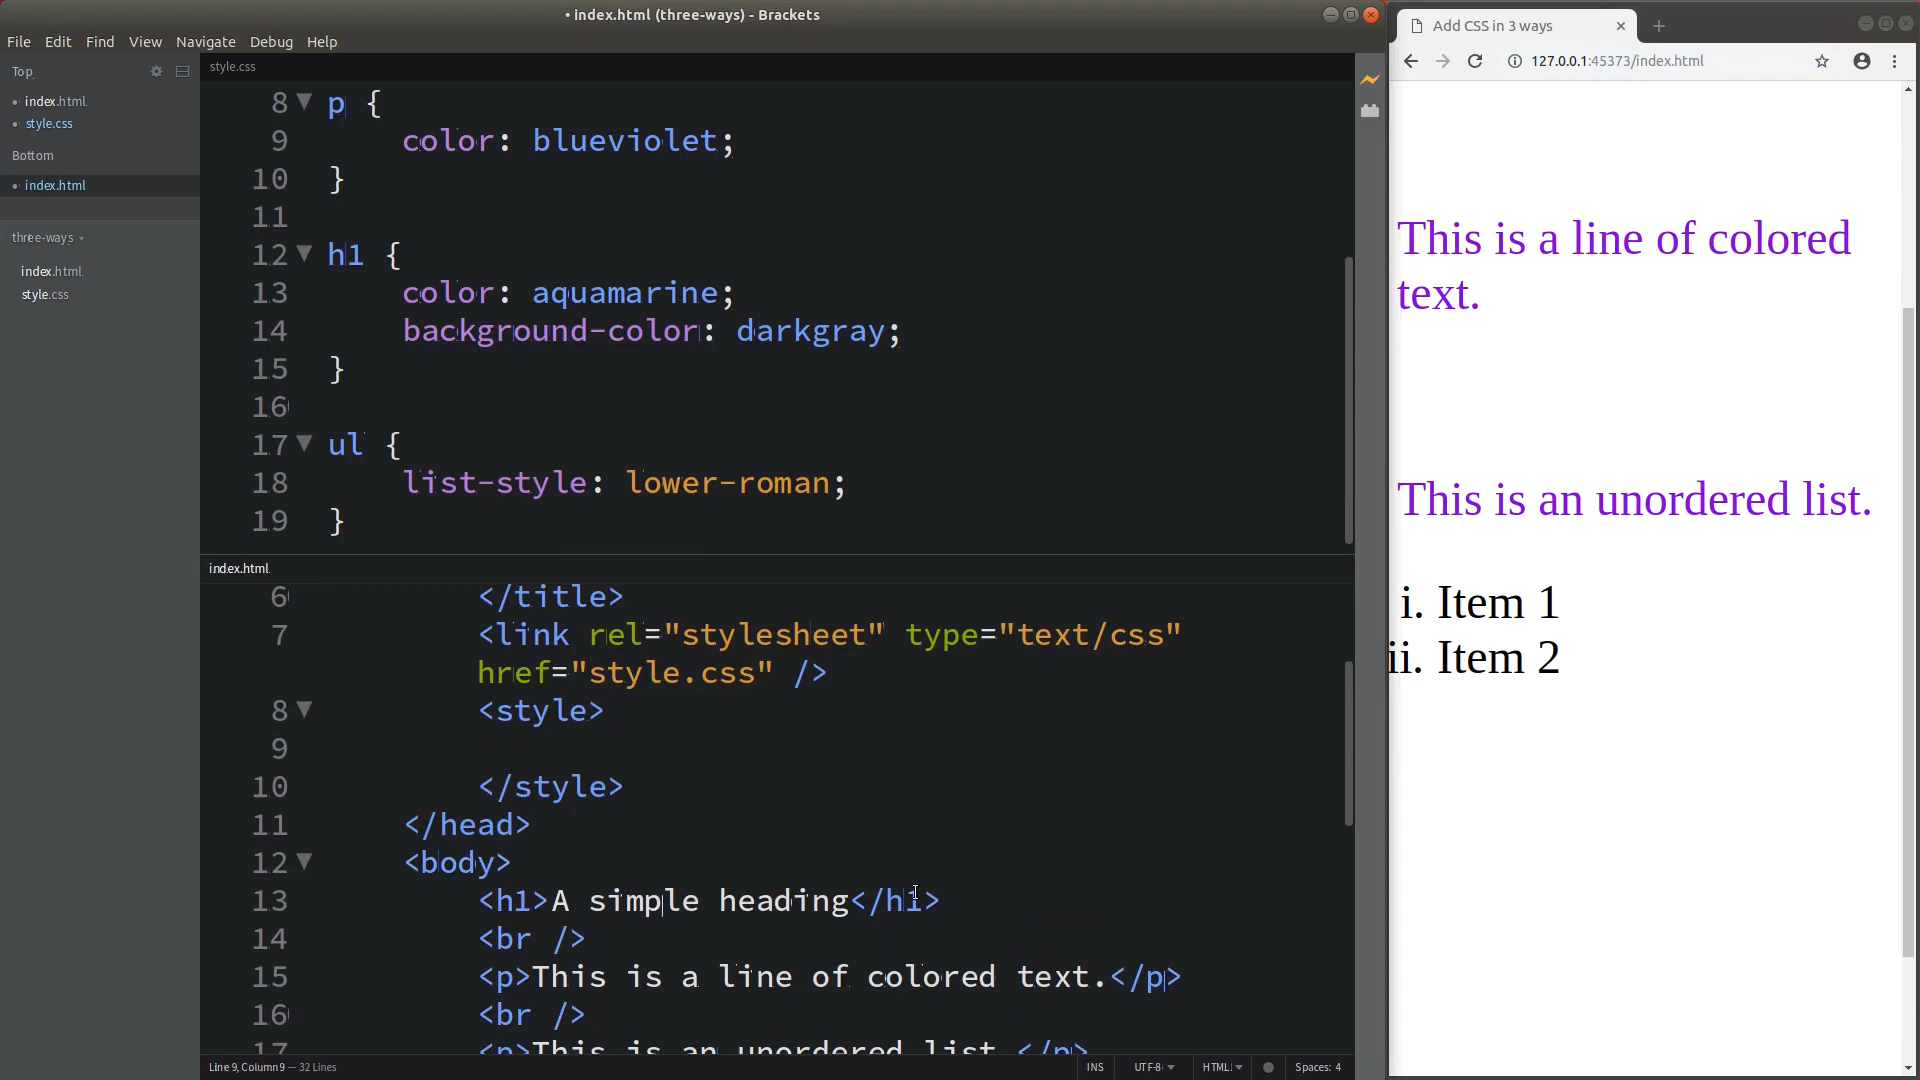 • index.html (three-ways) - Brackets
File Edit Find View Navigate Debug Help
Top
• index.html
• style.css
Bottom
• index.html
three-ways
index.html
style.css
style.css
8 p {
9 color: blueviolet;
10 }
11
12 h1 {
13 color: aquamarine;
14 background-color: darkgray;
15 }
16
17 ul {
18 list-style: lower-roman;
19 }
index.html
6 </title>
7 <link rel="stylesheet" type="text/css"
href="style.css" />
8 <style>
9
10 </style>
11 </head>
12 <body>
13 <h1>A simple heading</h1>
14 <br />
15 <p>This is a line of colored text.</p>
16 <br />
17 <p>This is an unordered list.</p>
Line 9, Column 9 — 32 Lines
INS UTF-8 HTML Spaces: 4
Add CSS in 3 ways
127.0.0.1:45373/index.html
This is a line of colored
text.
This is an unordered list.
i. Item 1
ii. Item 2